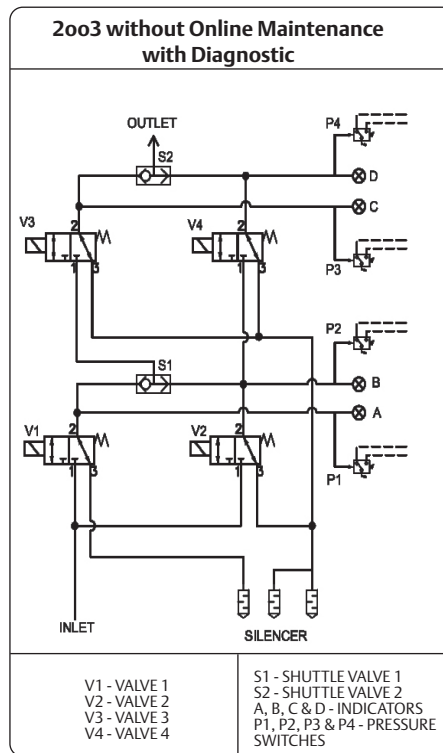 2oo3 without Online Maintenance
with Diagnostic
OUTLET
P4
S2
D
V3
2
V4
2
C
1
3
1
3
P3
P2
S1
B
2
2
A
V1
V2
1
3
1
3
P1
INLET
SILENCER
V1 - VALVE 1
V2 - VALVE 2
V3 - VALVE 3
V4 - VALVE 4
S1 - SHUTTLE VALVE 1
S2 - SHUTTLE VALVE 2
A, B, C & D - INDICATORS
P1, P2, P3 & P4 - PRESSURE
SWITCHES